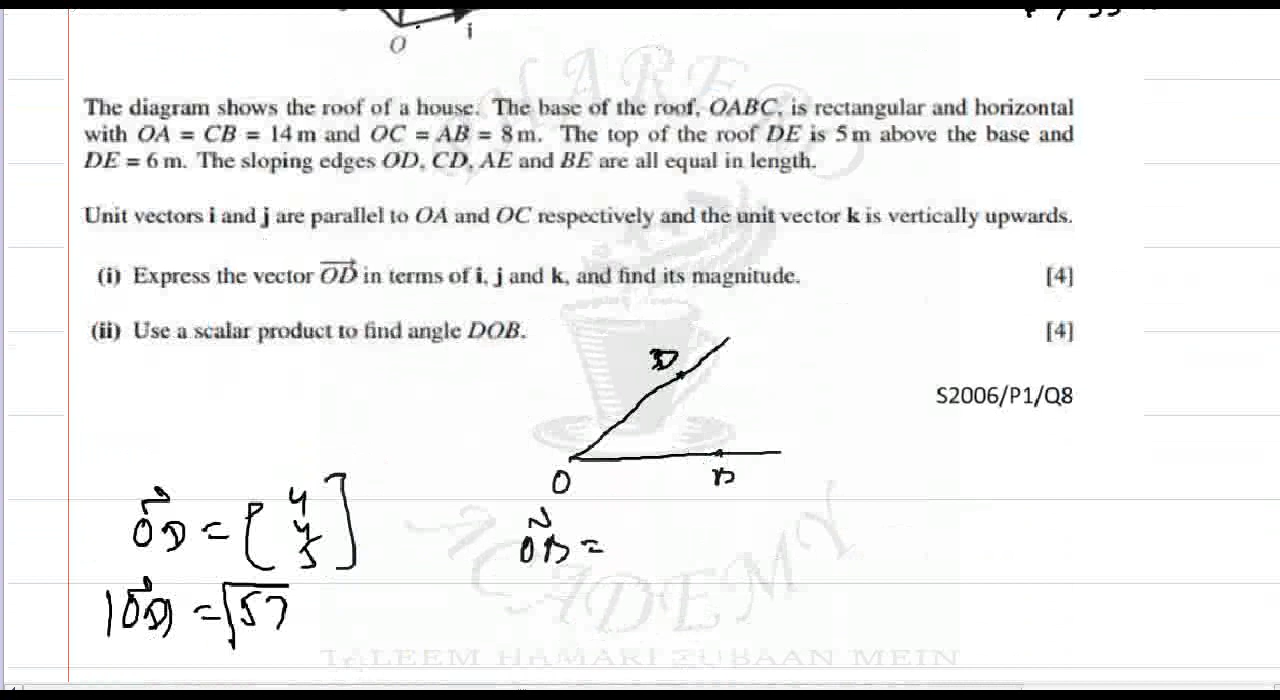 O
i
The diagram shows the roof of a house. The base of the roof, OABC, is rectangular and horizontal
with OA = CB = 14 m and OC = AB = 8 m. The top of the roof DE is 5 m above the base and
DE = 6 m. The sloping edges OD, CD, AE and BE are all equal in length.
Unit vectors i and j are parallel to OA and OC respectively and the unit vector k is vertically upwards.
(i) Express the vector OD in terms of i, j and k, and find its magnitude. [4]
(ii) Use a scalar product to find angle DOB. [4]
D
S2006/P1/Q8
O
B
OD = [4 4 5]
OB =
|OD| = √57
ACADEMY
TALEEM HAMARI ZUBAAN MEIN